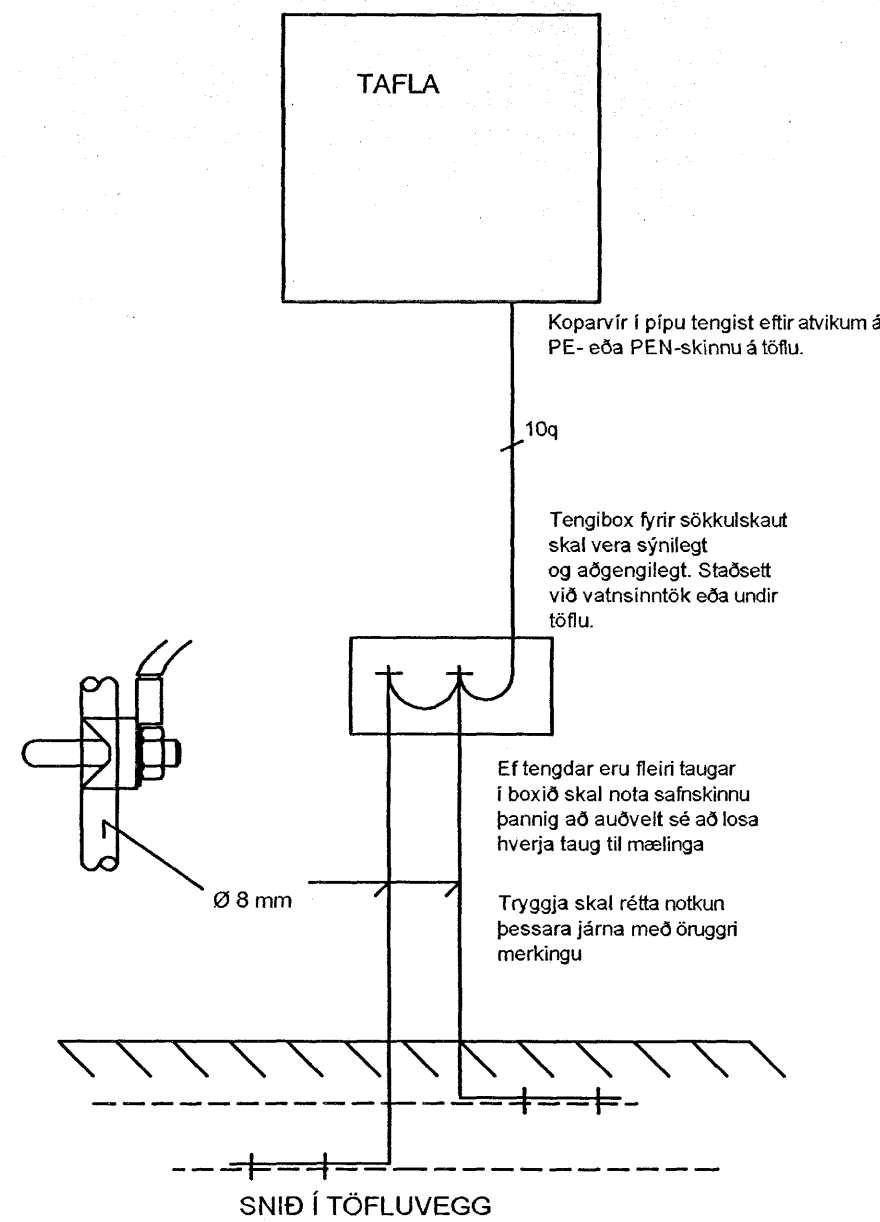 TAFLA
Koparvír í pípu tengist eftir atvikum á
PE- eða PEN-skinnu á töflu.
10q
Tengibox fyrir sökkulskaut
skal vera sýnilegt
og aðgengilegt. Staðsett
við vatnsinntök eða undir
töflu.
Ef tengdar eru fleiri taugar
í boxið skal nota safnskinnu
þannig að auðvelt sé að losa
hverja taug til mælinga
Ø 8 mm
Tryggja skal rétta notkun
þessara járna með öruggri
merkingu
SNIÐ Í TÖFLUVEGG